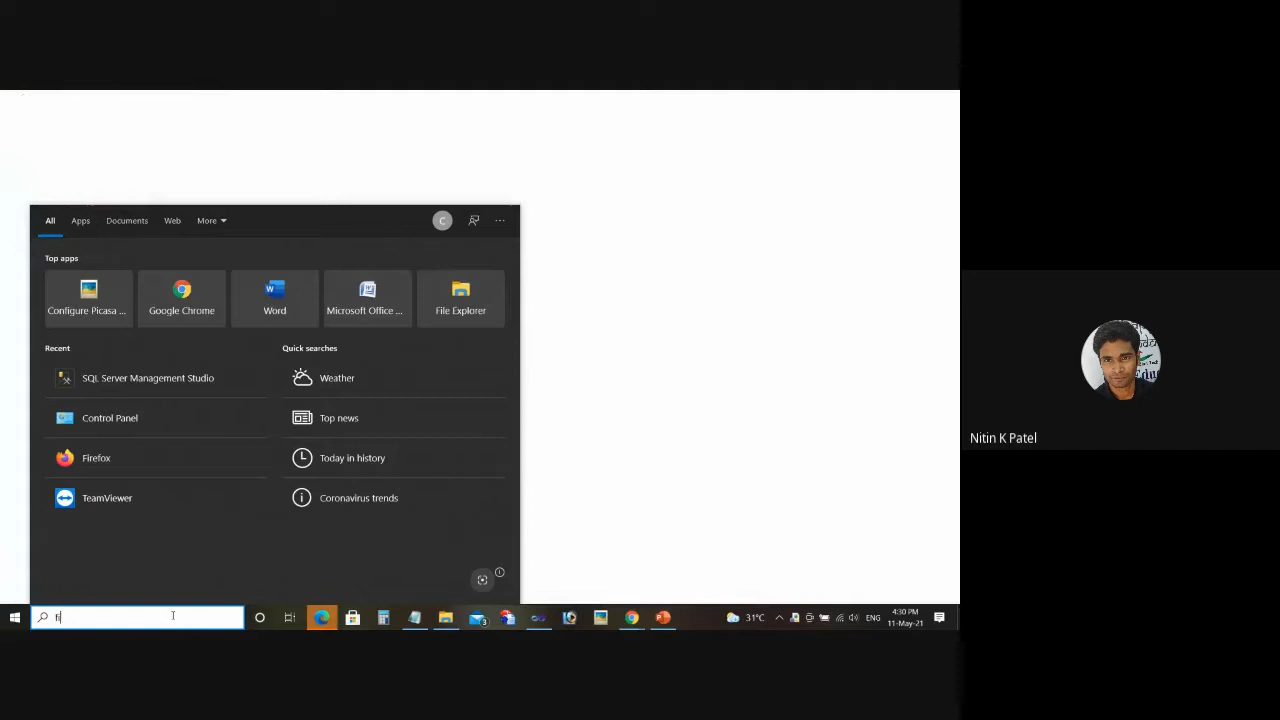 All Apps Documents Web More C ...
Top apps
Configure Picasa ... Google Chrome Word Microsoft Office ... File Explorer
Recent Quick searches
SQL Server Management Studio Weather
Control Panel Top news
Firefox Today in history
TeamViewer Coronavirus trends
Nitin K Patel
fi 3 31°C ENG 4:30 PM
11-May-21